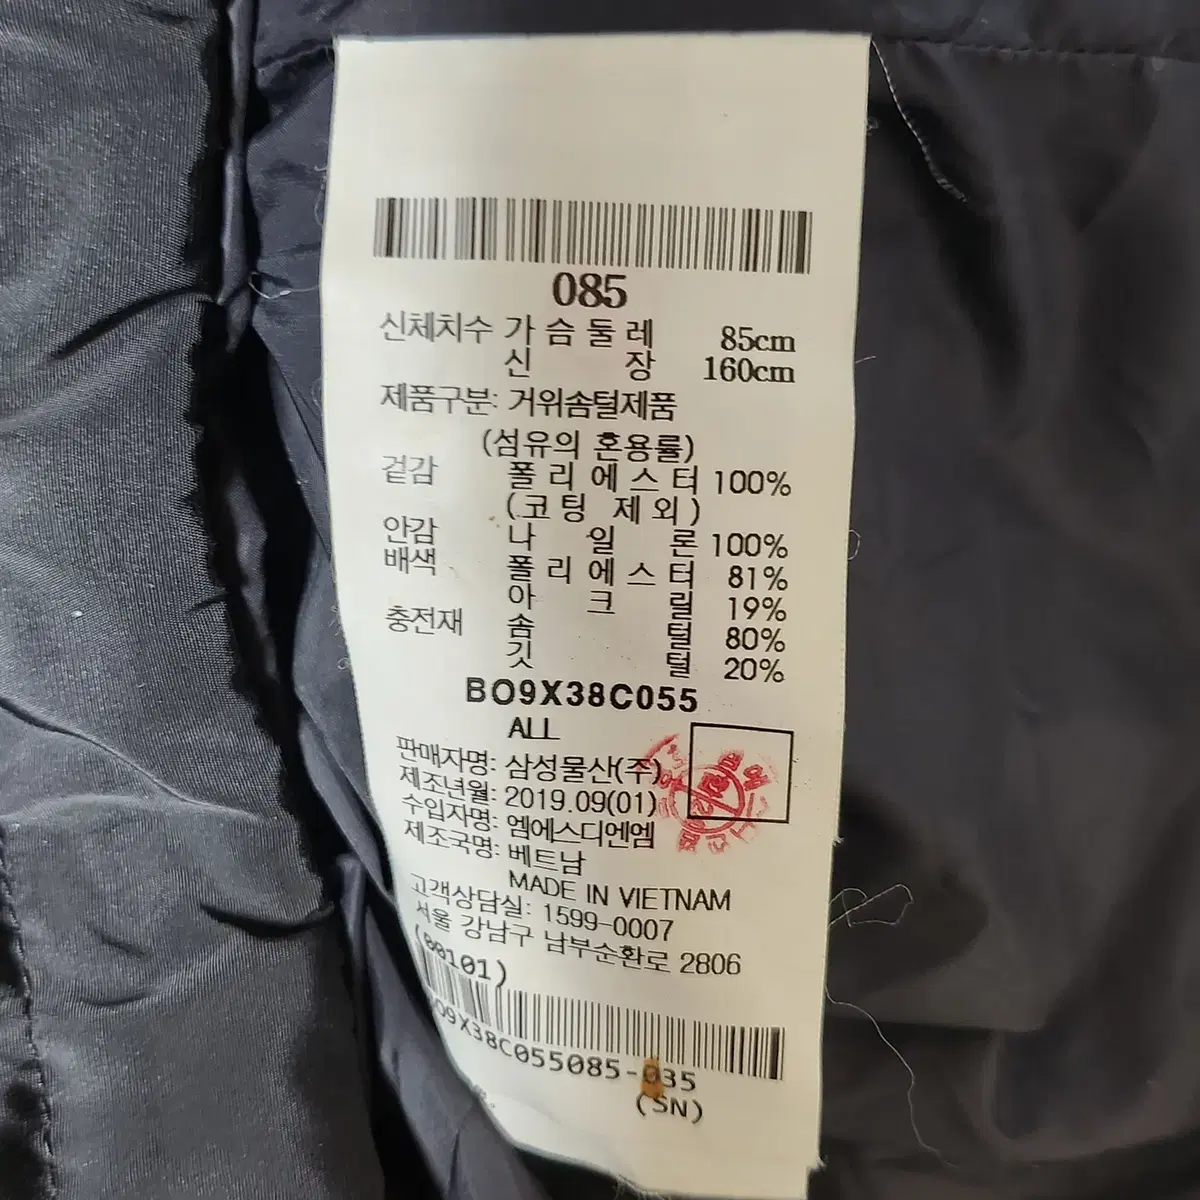 085
신체치수 가슴둘레 85cm
신장 160cm
제품구분: 거위솜털제품
(섬유의 혼용률)
겉감 폴리에스터 100%
(코팅 제외)
안감 나일론 100%
배색 폴리에스터 81%
아크릴 19%
충전재 솜털 80%
깃털 20%
BO9X38C055
ALL
판매자명: 삼성물산(주)
제조년월: 2019.09(01)
수입자명: 엠에스디엔엠
제조국명: 베트남
MADE IN VIETNAM
고객상담실: 1599-0007
서울 강남구 남부순환로 2806
(00101)
BO9X38C055085-035
(SN)